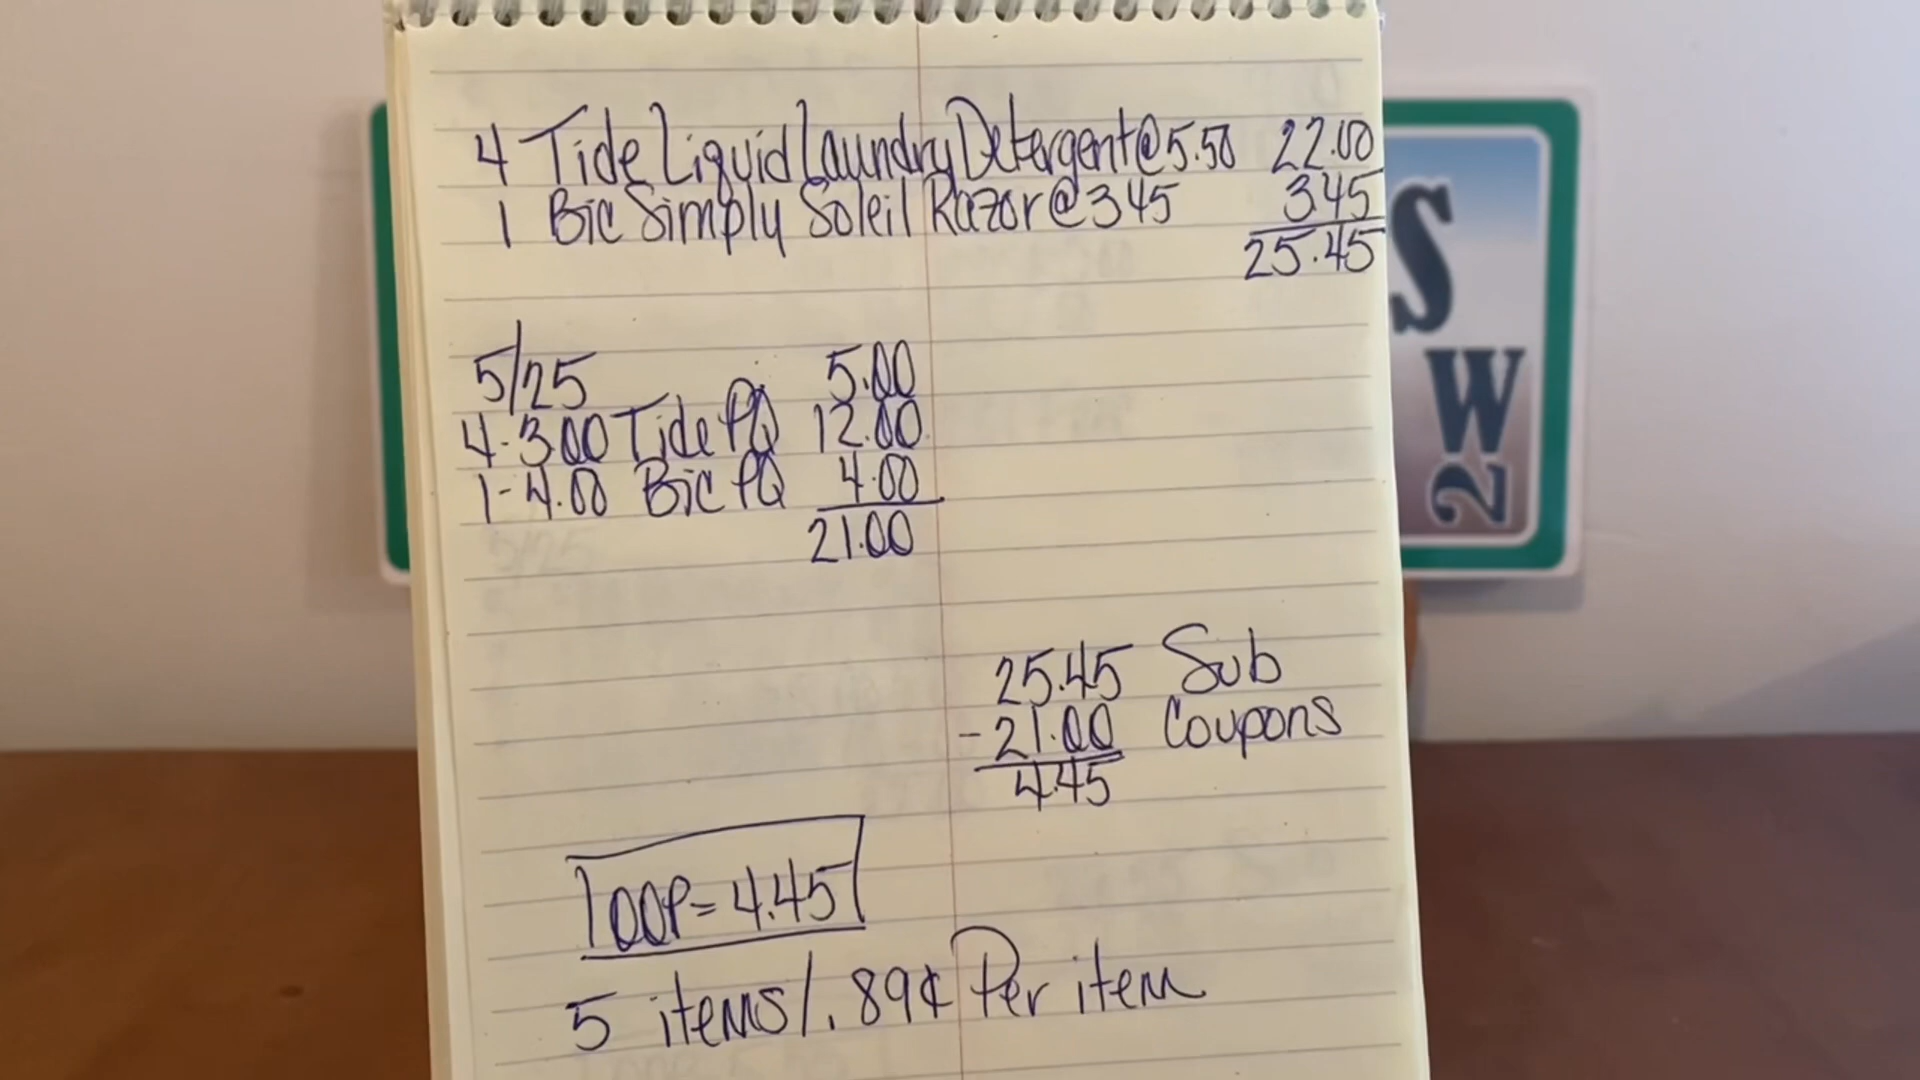 4 Tide Liquid Laundry Detergent @ 5.50 22.00
1 Bic Simply Soleil Razor @ 3.45 3.45
25.45
5/25 5.00
4-3.00 Tide PQ 12.00
1-4.00 Bic PQ 4.00
21.00
25.45 Sub
-21.00 Coupons
4.45
OOP=4.45
5 items/.89¢ Per item
S
W
2